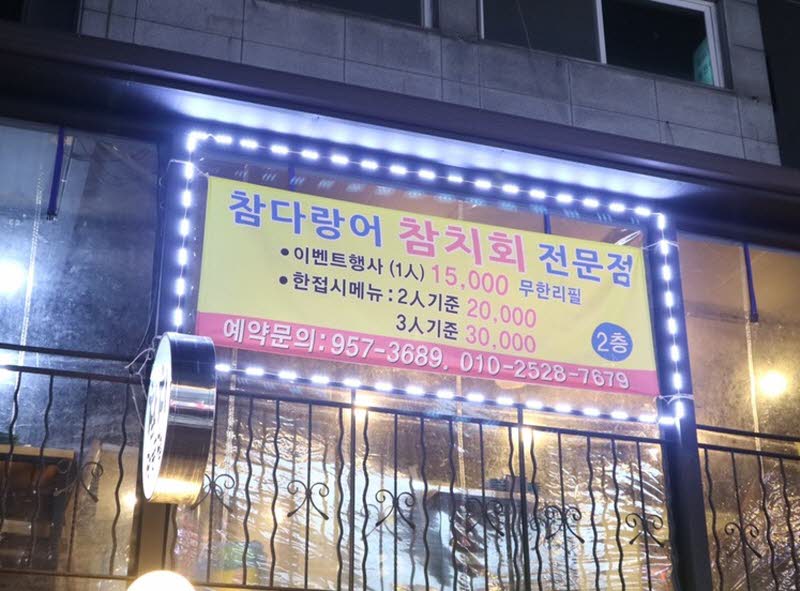 참다랑어 참치회 전문점
•이벤트행사 (1人) 15,000 무한리필
•한접시메뉴 : 2人기준 20,000
3人기준 30,000
2층
예약문의 : 957-3689. 010-2528-7679